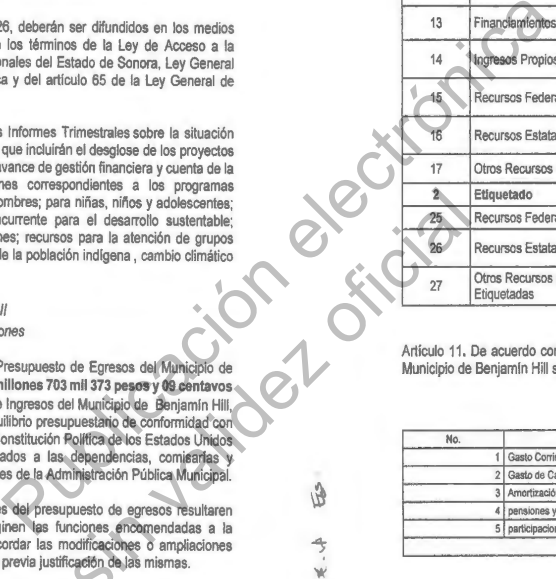 26, deberán ser difundidos en los medios
los términos de la Ley de Acceso a la
nales del Estado de Sonora, Ley General
ca y del artículo 65 de la Ley General de
Informes Trimestrales sobre la situación
que incluirán el desglose de los proyectos
avance de gestión financiera y cuenta de la
nes correspondientes a los programas
ombres; para niñas, niños y adolescentes;
ncurrente para el desarrollo sustentable;
nes; recursos para la atención de grupos
de la población indígena , cambio climático
ll
ones
Presupuesto de Egresos del Municipio de
millones 703 mil 373 pesos y 09 centavos
e Ingresos del Municipio de Benjamín Hill,
uilibrio presupuestario de conformidad con
onstitución Política de los Estados Unidos
ados a las dependencias, comisarías y
es de la Administración Pública Municipal.
es del presupuesto de egresos resultaren
ginen las funciones encomendadas a la
cordar las modificaciones o ampliaciones
previa justificación de las mismas.
13 Financiamientos
14 Ingresos Propios
15 Recursos Federa
16 Recursos Estata
17 Otros Recursos
2 Etiquetado
25 Recursos Federa
26 Recursos Estata
27 Otros Recursos
Etiquetadas
Artículo 11. De acuerdo con
Municipio de Benjamín Hill s
No.
1 Gasto Corrie
2 Gasto de Ca
3 Amortizació
4 pensiones y
5 participacion
Publicación electrónica
sin validez oficial